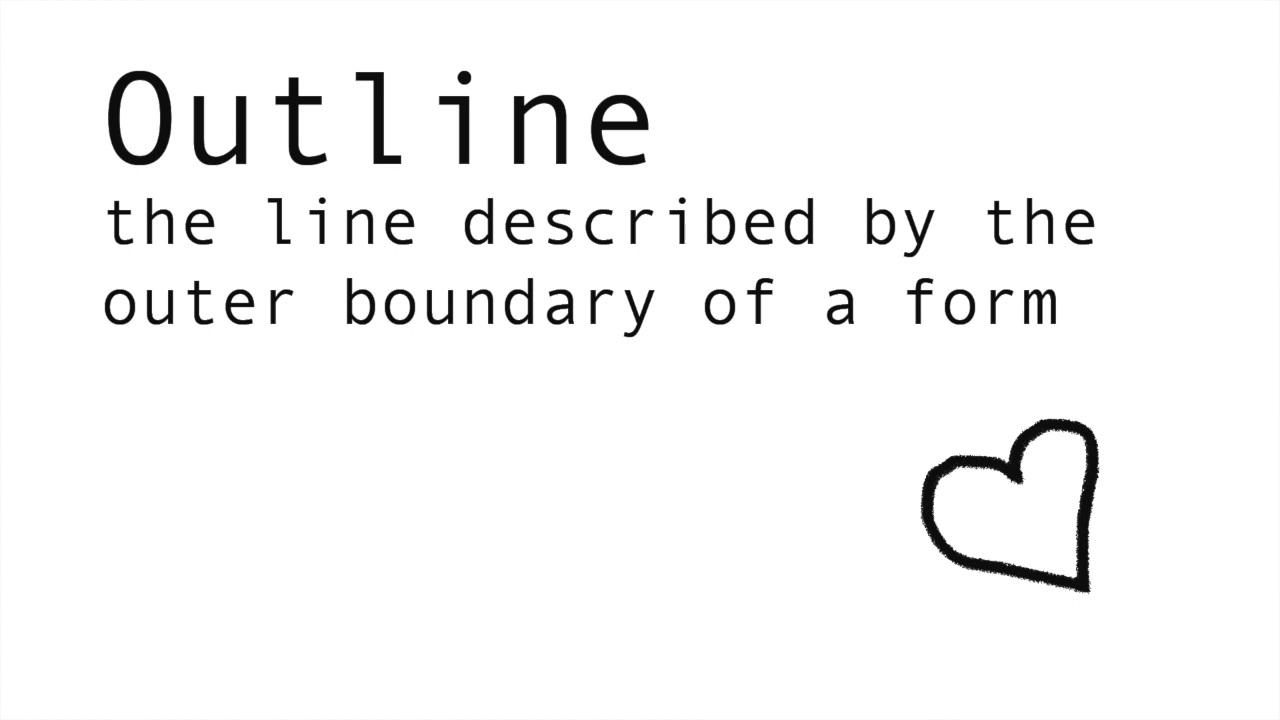 Outline
the line described by the
outer boundary of a form